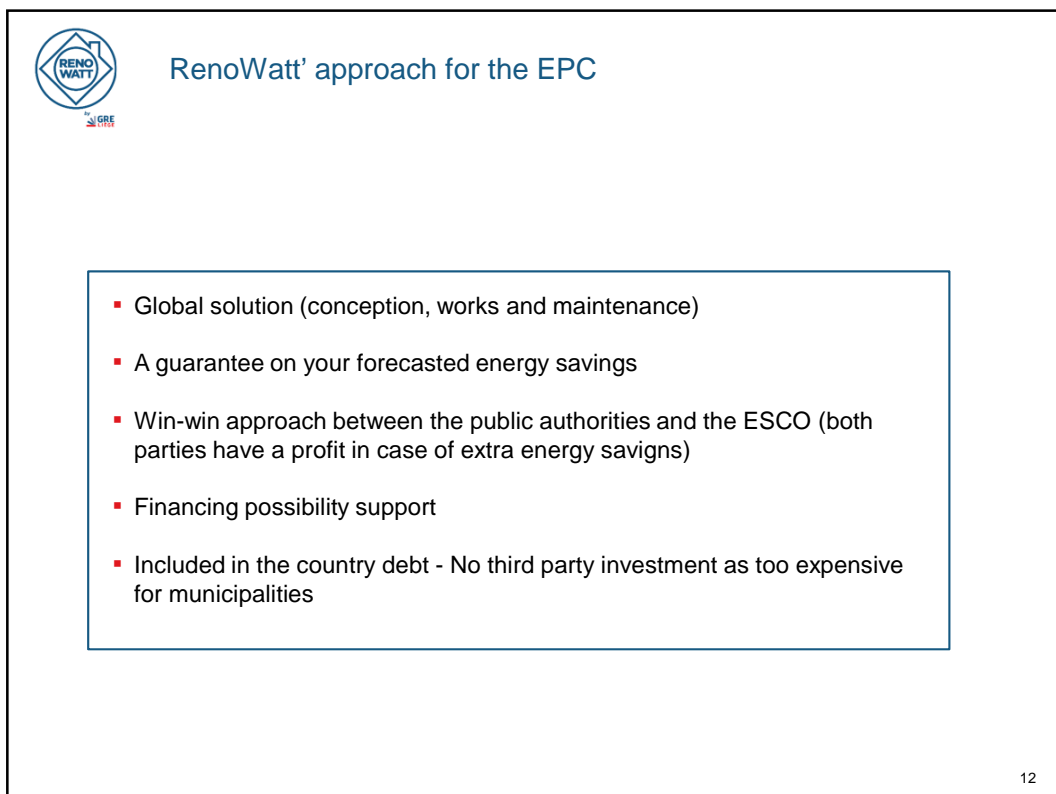 RENO
WATT
by
GRE
LIEGE
RenoWatt' approach for the EPC
▪ Global solution (conception, works and maintenance)
▪ A guarantee on your forecasted energy savings
▪ Win-win approach between the public authorities and the ESCO (both
parties have a profit in case of extra energy savigns)
▪ Financing possibility support
▪ Included in the country debt - No third party investment as too expensive
for municipalities
12